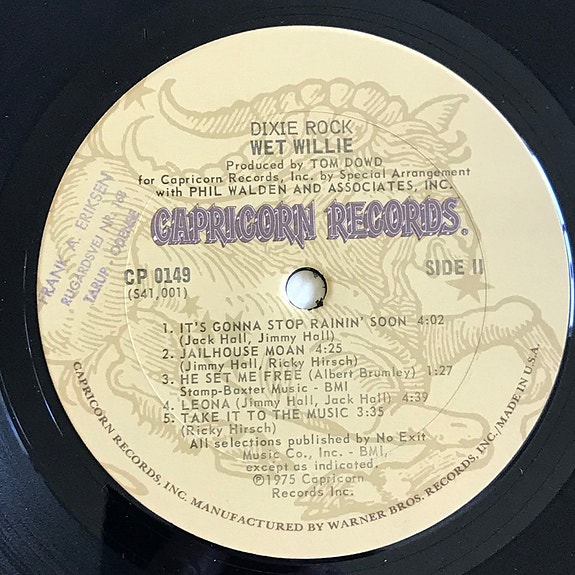 DIXIE ROCK
WET WILLIE
Produced by TOM DOWD
for Capricorn Records, Inc. by Special Arrangement
with PHIL WALDEN AND ASSOCIATES, INC.
CAPRICORN RECORDS®
FRANK A ERIKSEN
RUGARDSVEJ NR.
TARUP ODENSE
CP 0149
(S41,001)
SIDE II
1. IT'S GONNA STOP RAININ' SOON 4:02
(Jack Hall, Jimmy Hall)
2. JAILHOUSE MOAN 4:25
(Jimmy Hall, Ricky Hirsch)
3. HE SET ME FREE (Albert Brumley) 1:27
Stamp-Baxter Music - BMI
4. LEONA (Jimmy Hall, Jack Hall) 4:39
5. TAKE IT TO THE MUSIC 3:35
(Ricky Hirsch)
All selections published by No Exit
Music Co., Inc. - BMI,
except as indicated.
Ⓟ1975 Capricorn
Records Inc.
CAPRICORN RECORDS, INC. MANUFACTURED BY WARNER BROS. RECORDS, INC./MADE IN U.S.A.